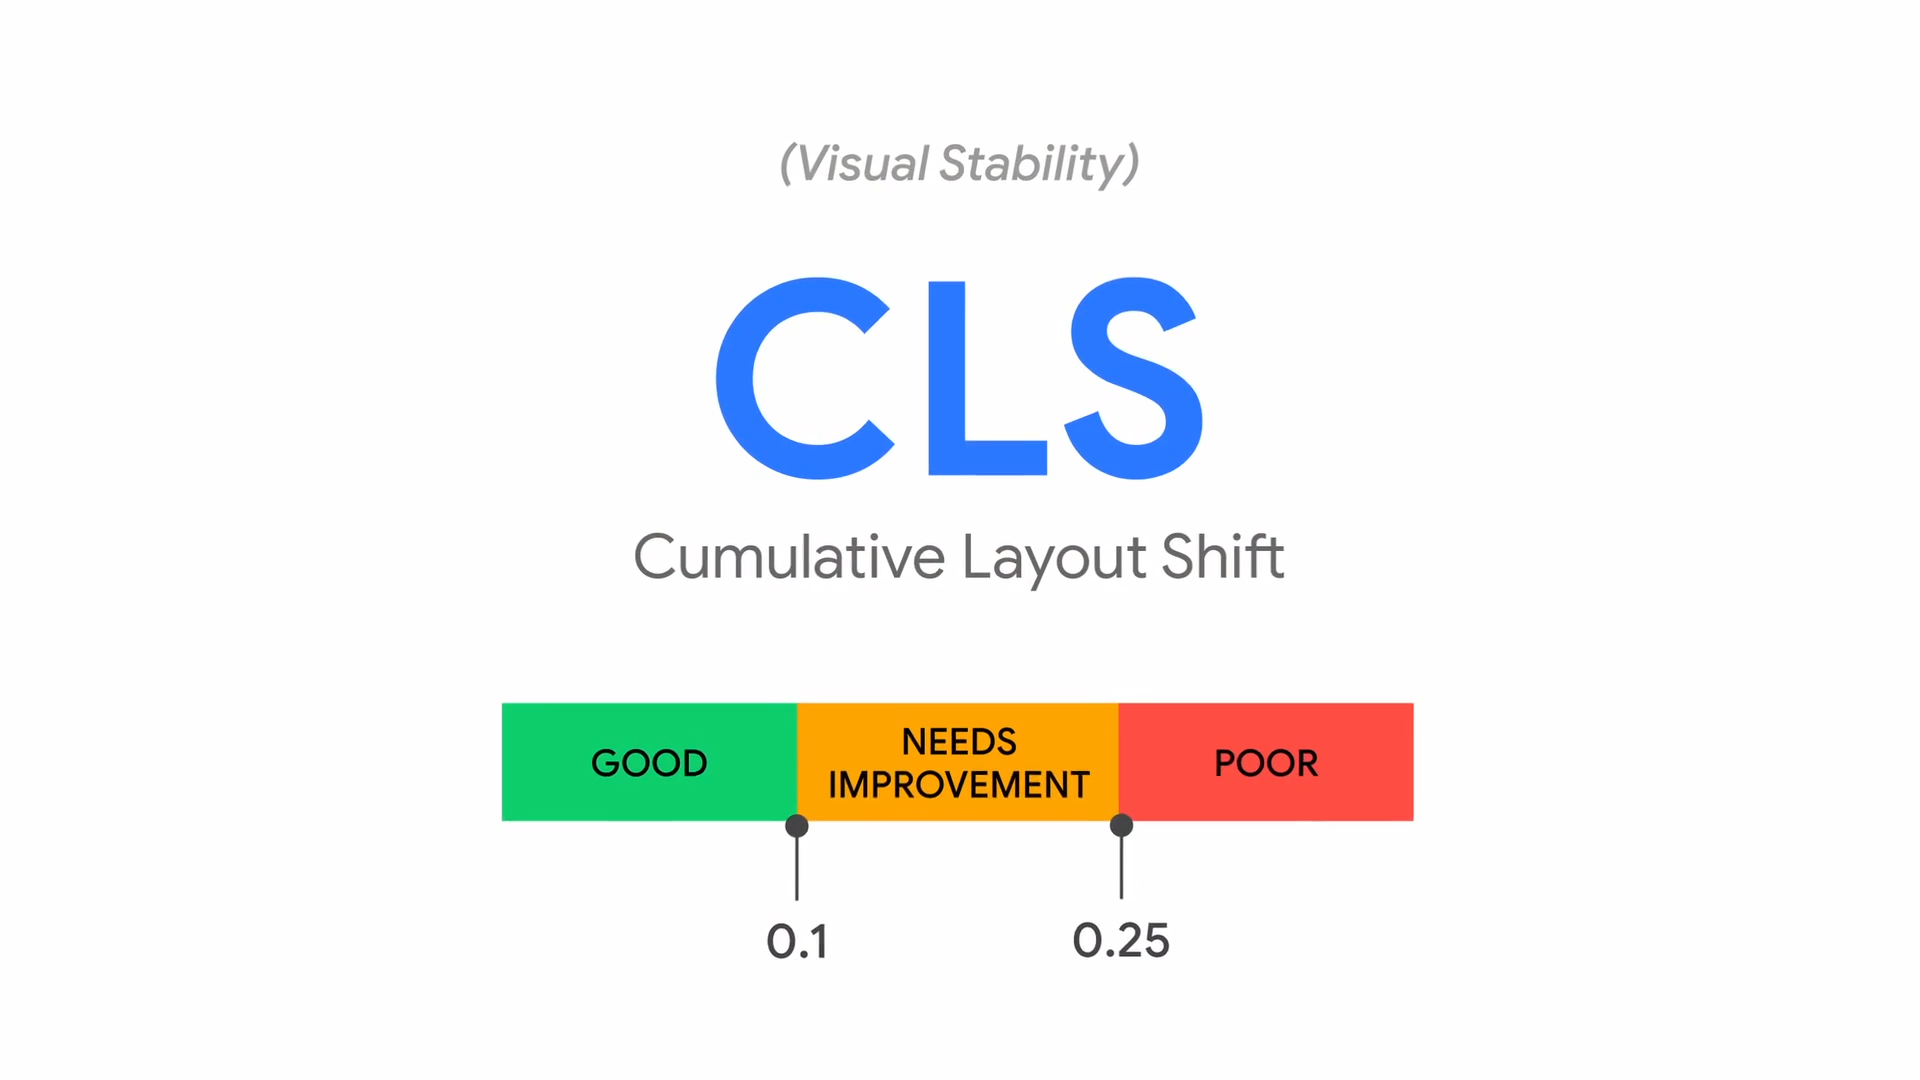 (Visual Stability)
CLS
Cumulative Layout Shift
GOOD
NEEDS
IMPROVEMENT
POOR
0.1
0.25